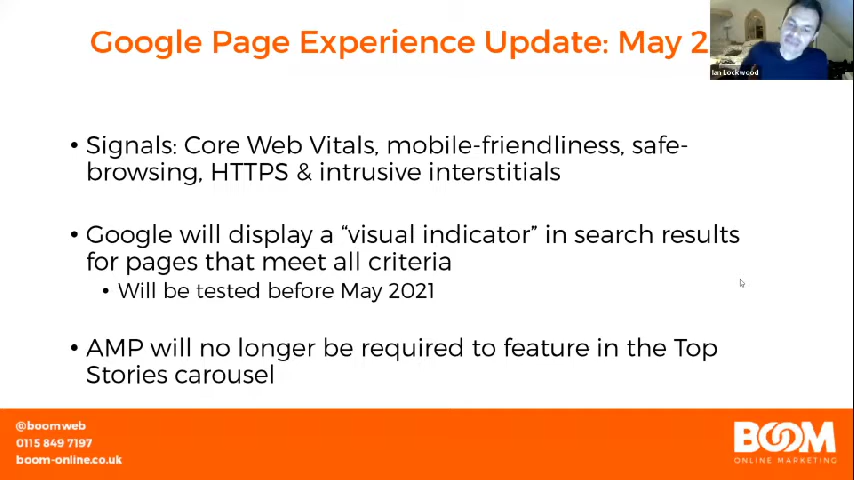 Google Page Experience Update: May 2
Ian Lockwood
• Signals: Core Web Vitals, mobile-friendliness, safe-
browsing, HTTPS & intrusive interstitials
• Google will display a “visual indicator” in search results
for pages that meet all criteria
• Will be tested before May 2021
• AMP will no longer be required to feature in the Top
Stories carousel
@boomweb
0115 849 7197
boom-online.co.uk
BOOM
ONLINE MARKETING